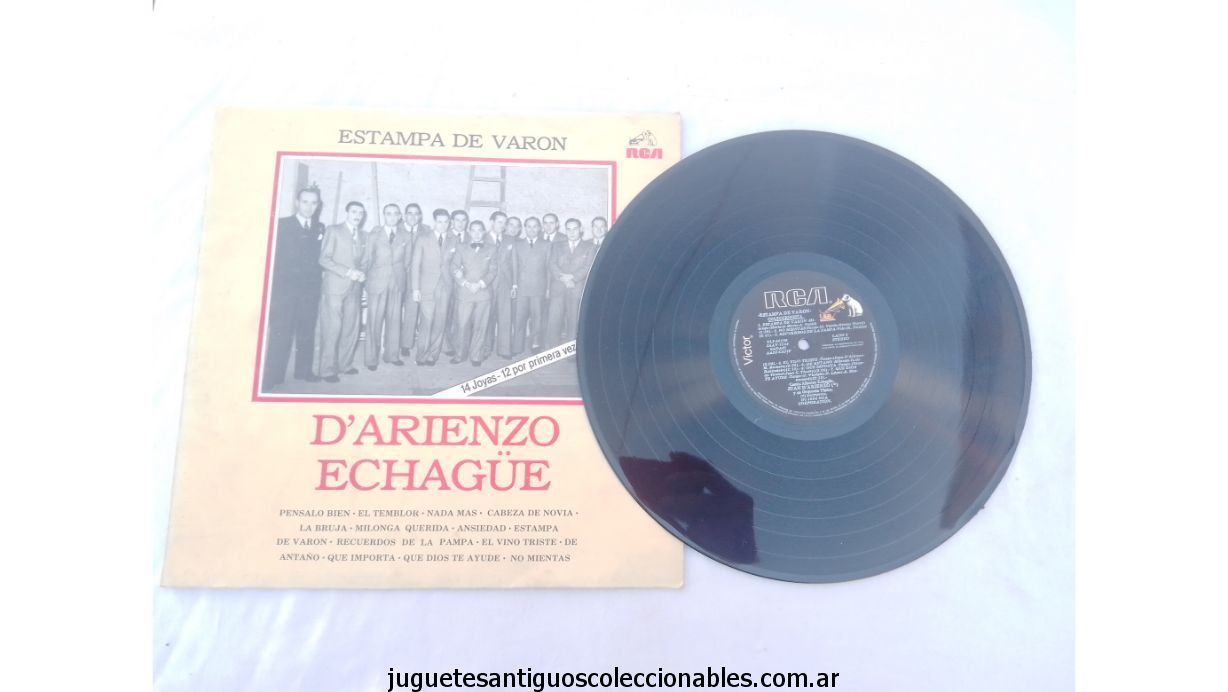 ESTAMPA DE VARON
RCA
14 Joyas - 12 por primera vez
D'ARIENZO
ECHAGÜE
PENSALO BIEN · EL TEMBLOR · NADA MAS · CABEZA DE NOVIA ·
LA BRUJA · MILONGA QUERIDA · ANSIEDAD · ESTAMPA
DE VARON · RECUERDOS DE LA PAMPA · EL VINO TRISTE · DE
ANTAÑO · QUE IMPORTA · QUE DIOS TE AYUDE · NO MIENTAS
RCA
Victor
-ESTAMPA DE VARON-
STEREO
juguetesantiguoscoleccionables.com.ar